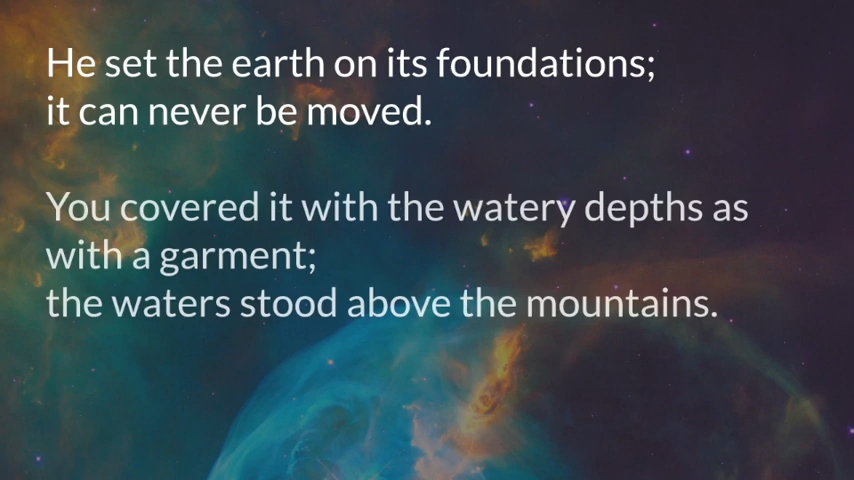 He set the earth on its foundations;
it can never be moved.
You covered it with the watery depths as
with a garment;
the waters stood above the mountains.